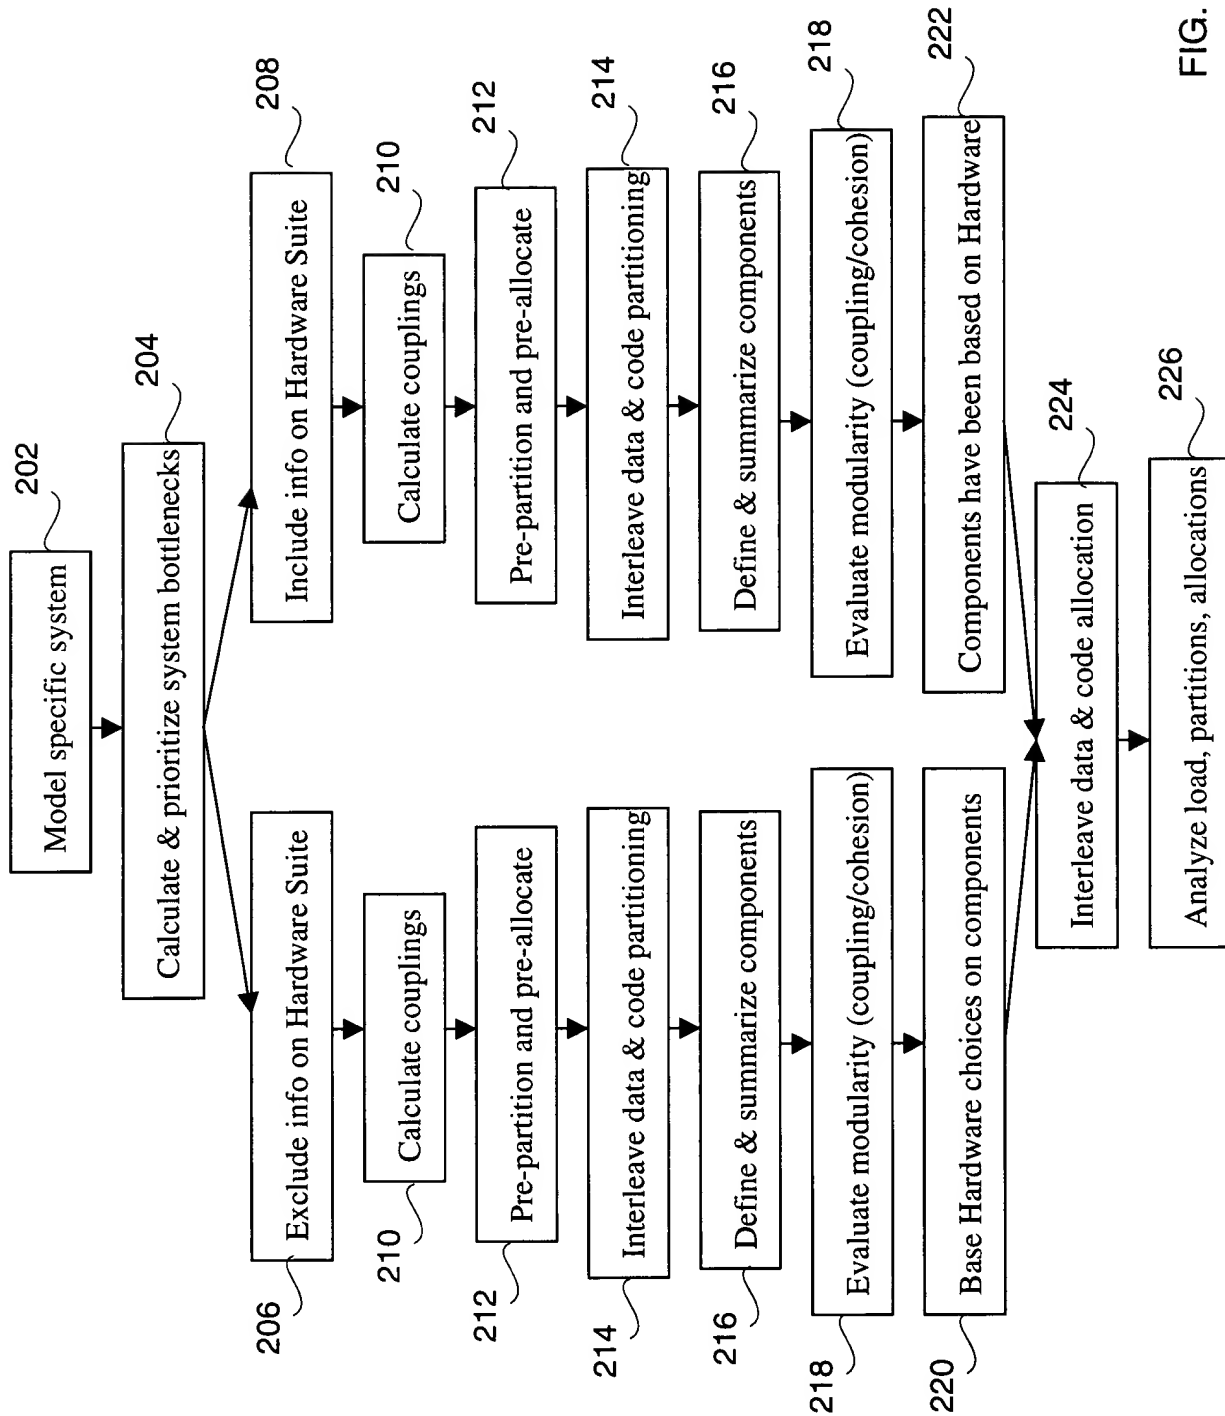 202
Model specific system
204
Calculate & prioritize system bottlenecks
206
Exclude info on Hardware Suite
208
Include info on Hardware Suite
210
Calculate couplings
210
Calculate couplings
212
Pre-partition and pre-allocate
212
Pre-partition and pre-allocate
214
Interleave data & code partitioning
214
Interleave data & code partitioning
216
Define & summarize components
216
Define & summarize components
218
Evaluate modularity (coupling/cohesion)
218
Evaluate modularity (coupling/cohesion)
220
Base Hardware choices on components
222
Components have been based on Hardware
224
Interleave data & code allocation
226
Analyze load, partitions, allocations
FIG.